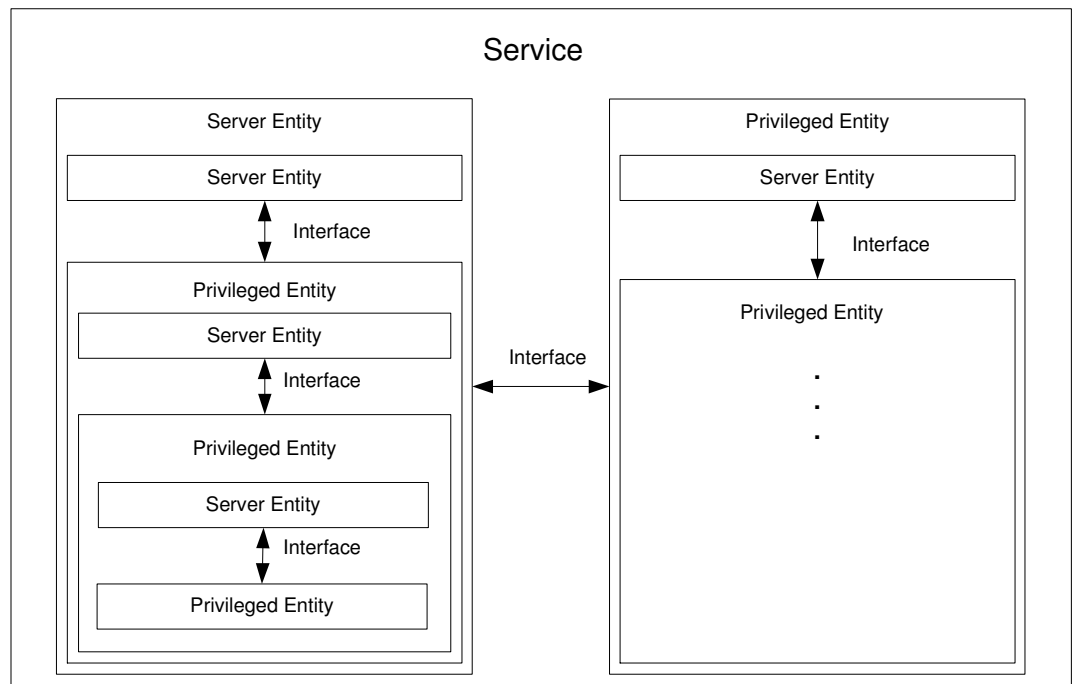 Service
Server Entity
Server Entity
Interface
Privileged Entity
Server Entity
Interface
Privileged Entity
Server Entity
Interface
Privileged Entity
Interface
Privileged Entity
Server Entity
Interface
Privileged Entity
.
.
.